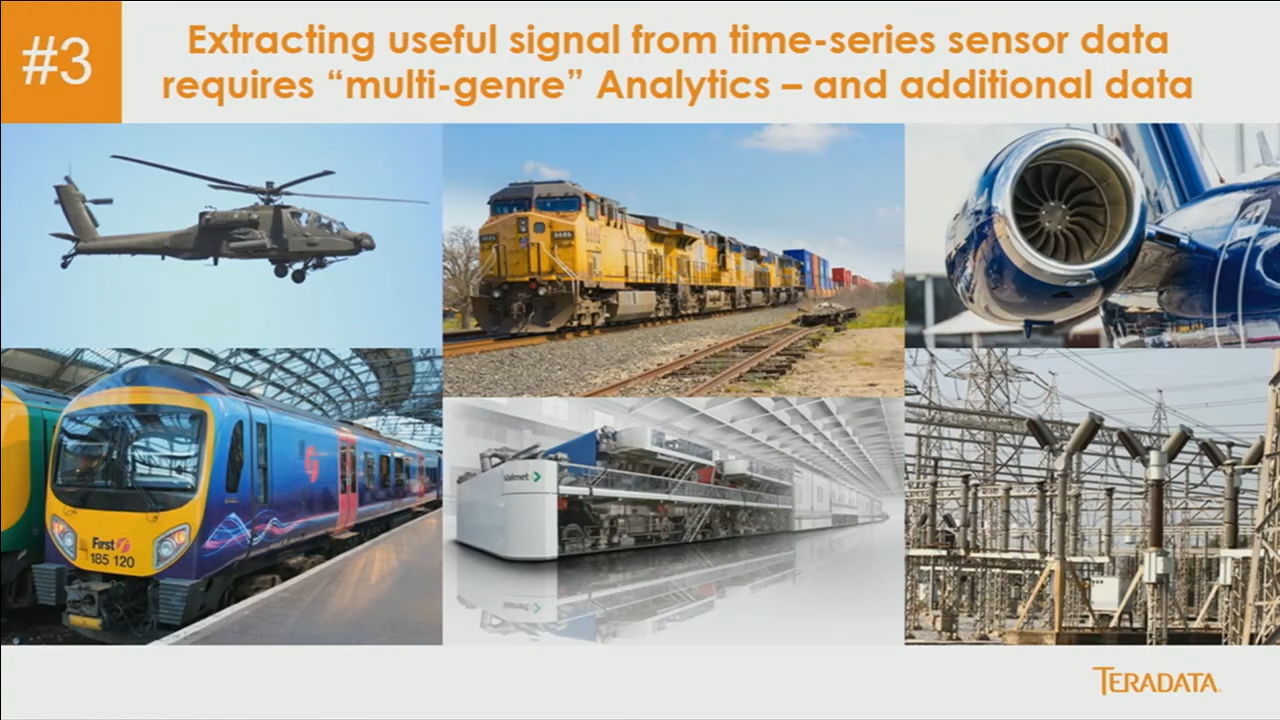 #3
Extracting useful signal from time-series sensor data
requires “multi-genre” Analytics – and additional data
First
185 120
Valmet
TERADATA